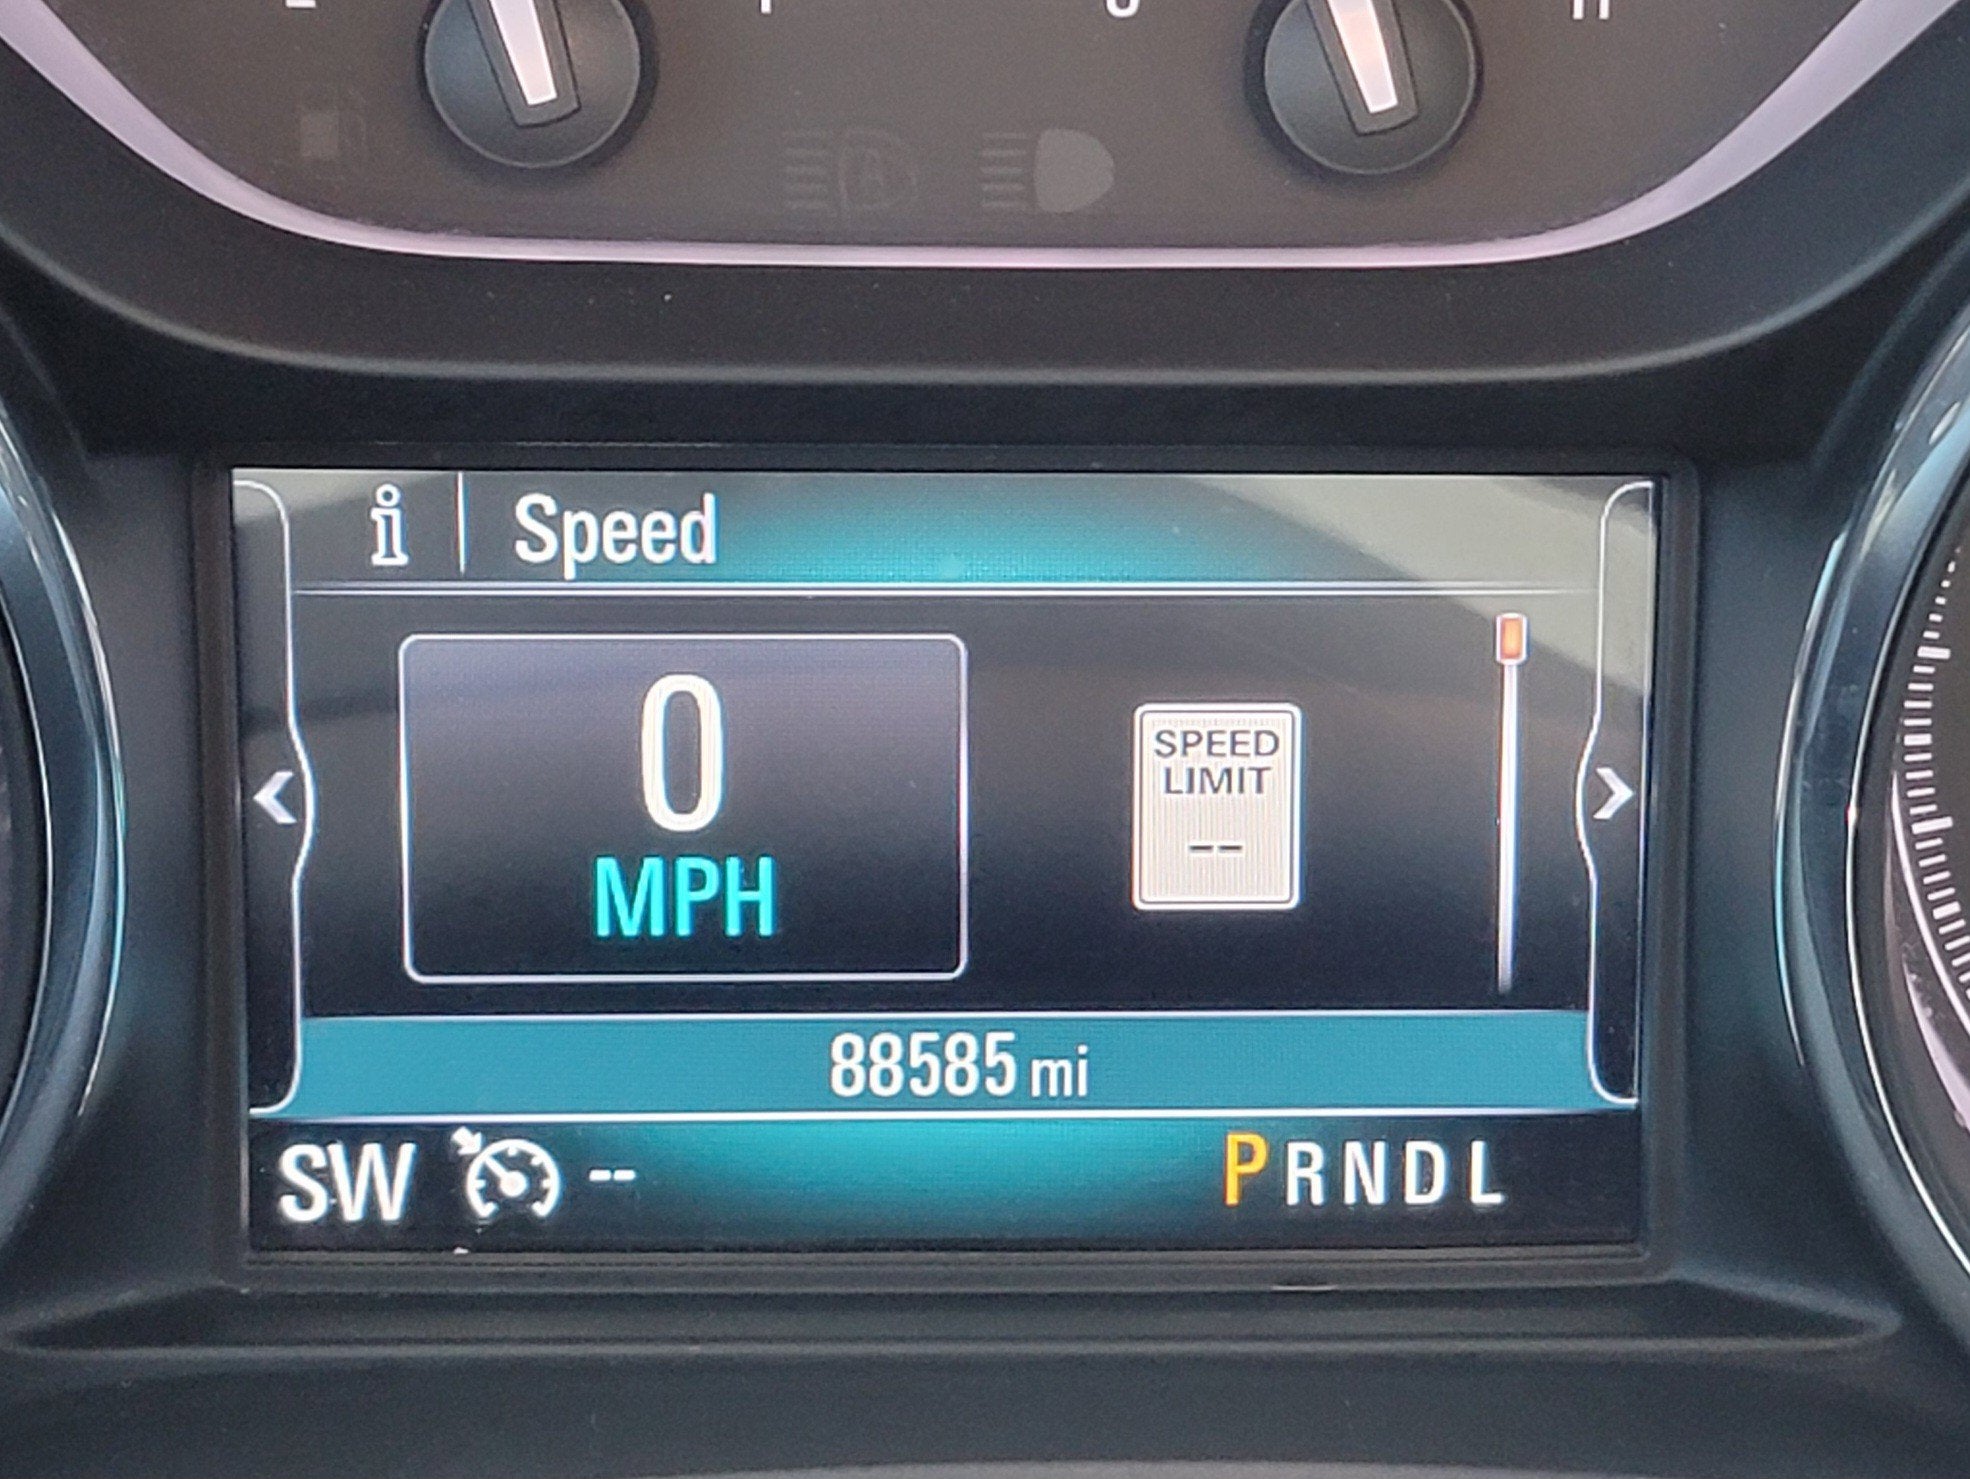 i Speed
0
MPH
SPEED
LIMIT
--
88585 mi
SW -- PRNDL